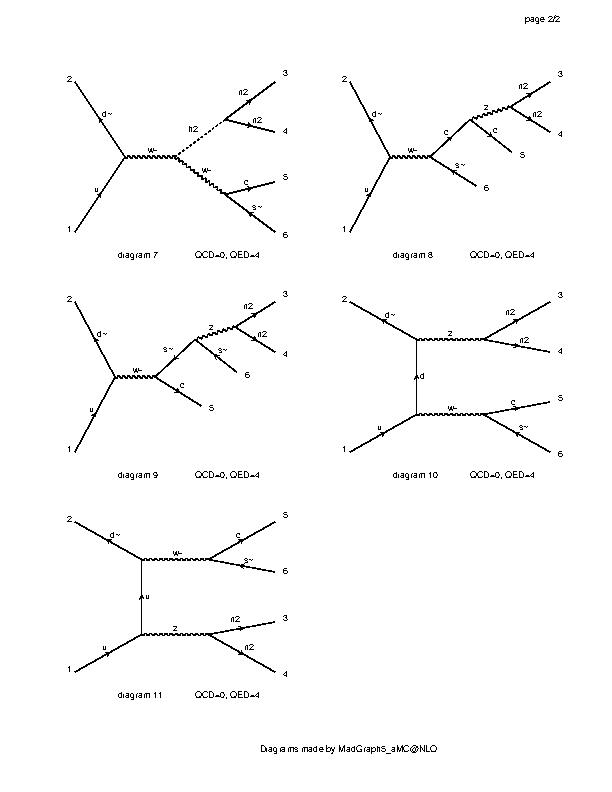 page 2/2
2
d~
u
1
w-
h2
n2
n2
3
4
w-
c
s~
5
6
diagram 7 QCD=0, QED=4
2
d~
u
1
w-
c
s~
6
z
c
5
n2
n2
3
4
diagram 8 QCD=0, QED=4
2
d~
u
1
w-
s~
c
5
z
s~
6
n2
n2
3
4
diagram 9 QCD=0, QED=4
2
d~
z
n2
n2
3
4
d
1
u
w-
c
s~
5
6
diagram 10 QCD=0, QED=4
2
d~
w-
c
s~
5
6
u
1
u
z
n2
n2
3
4
diagram 11 QCD=0, QED=4
Diagrams made by MadGraph5_aMC@NLO